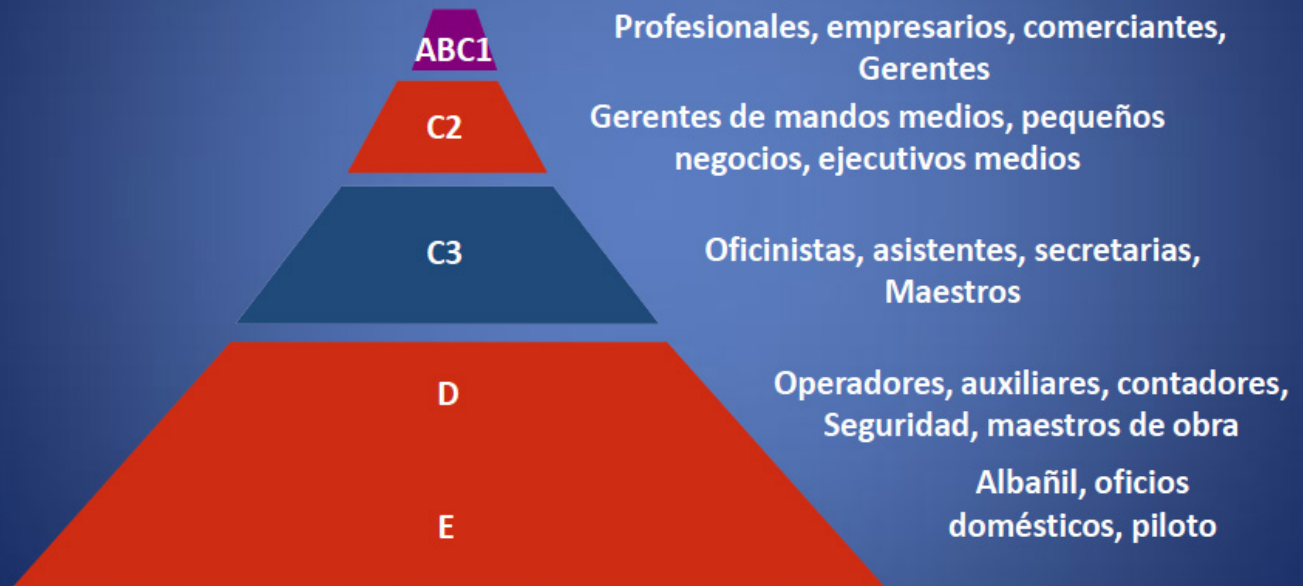 ABC1
Profesionales, empresarios, comerciantes,
Gerentes
C2
Gerentes de mandos medios, pequeños
negocios, ejecutivos medios
C3
Oficinistas, asistentes, secretarias,
Maestros
D
Operadores, auxiliares, contadores,
Seguridad, maestros de obra
E
Albañil, oficios
domésticos, piloto